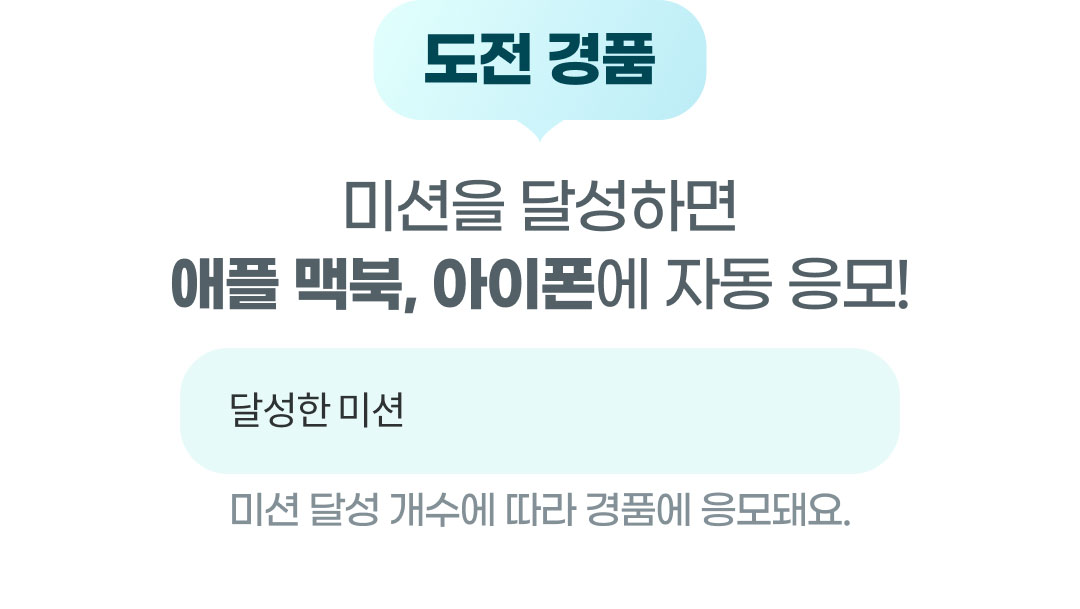 도전 경품
미션을 달성하면
애플 맥북, 아이폰에 자동 응모!
달성한 미션
미션 달성 개수에 따라 경품에 응모돼요.